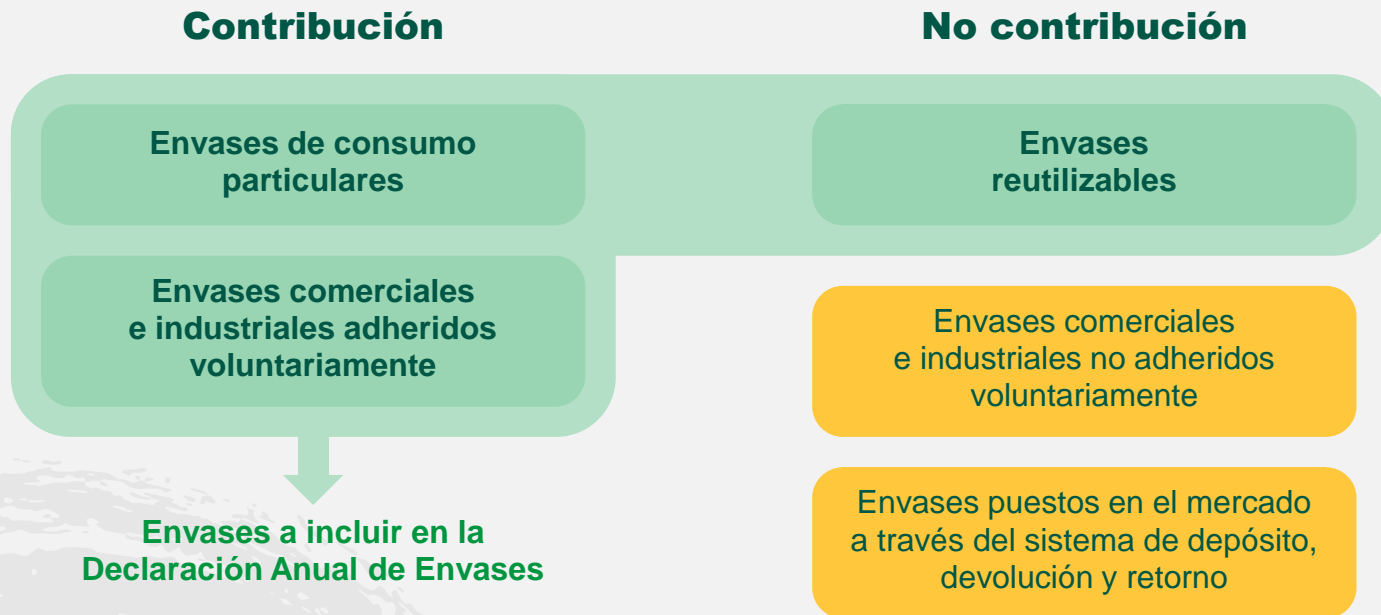 Contribución
No contribución
Envases de consumo
particulares
Envases
reutilizables
Envases comerciales
e industriales adheridos
voluntariamente
Envases comerciales
e industriales no adheridos
voluntariamente
Envases a incluir en la
Declaración Anual de Envases
Envases puestos en el mercado
a través del sistema de depósito,
devolución y retorno